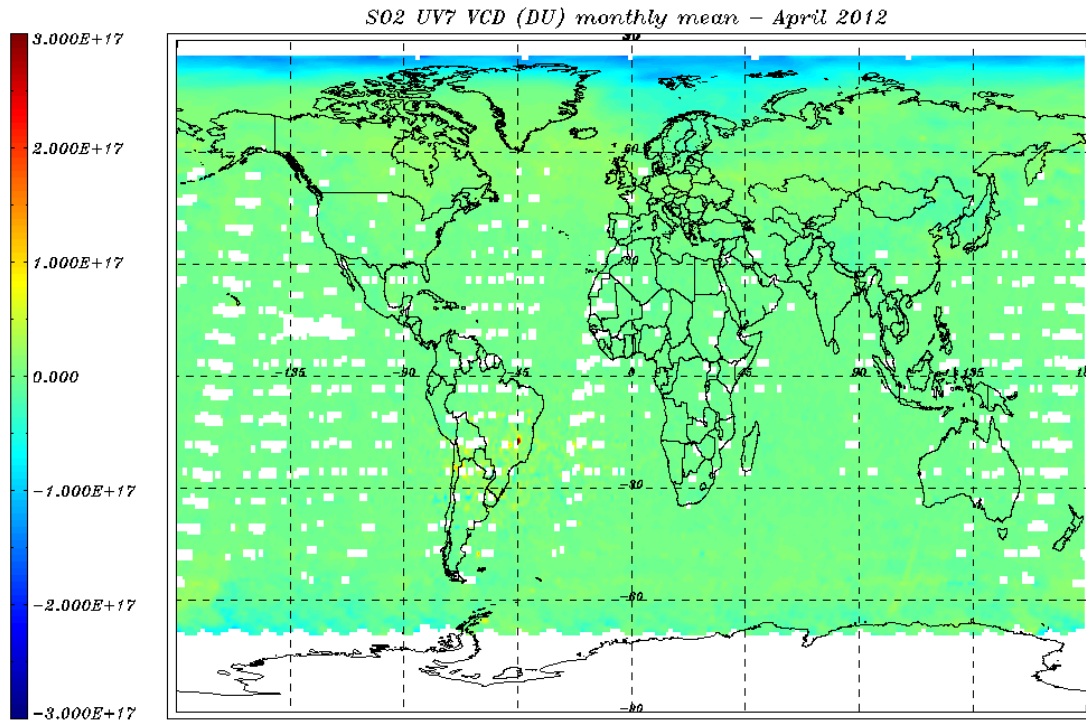 SO2 UV7 VCD (DU) monthly mean – April 2012
3.000E+17
2.000E+17
1.000E+17
0.000
-1.000E+17
-2.000E+17
-3.000E+17
90
60
30
-135 -90 -45 0 45 90 135 18
-30
-60
-90